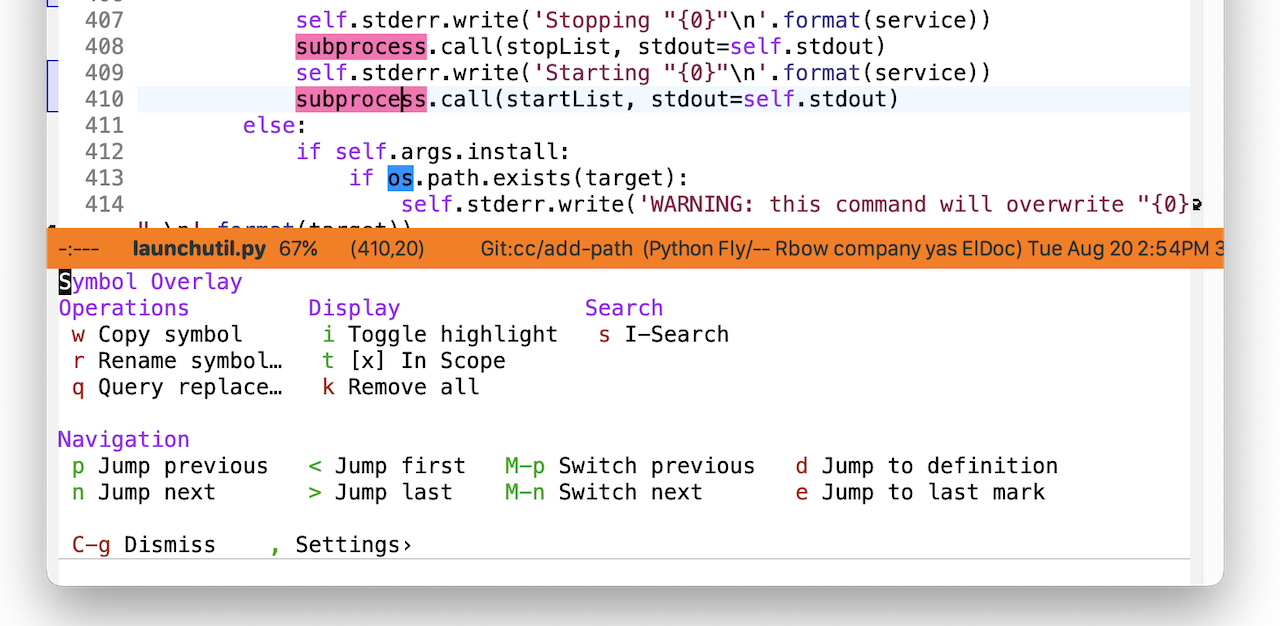 407             self.stderr.write('Stopping "{0}"\n'.format(service))
408             subprocess.call(stopList, stdout=self.stdout)
409             self.stderr.write('Starting "{0}"\n'.format(service))
410             subprocess.call(startList, stdout=self.stdout)
411         else:
412             if self.args.install:
413                 if os.path.exists(target):
414                     self.stderr.write('WARNING: this command will overwrite "{0}
-:--- launchutil.py 67% (410,20) Git:cc/add-path (Python Fly/-- Rbow company yas ElDoc) Tue Aug 20 2:54PM 3
Symbol Overlay
Operations Display Search
w Copy symbol i Toggle highlight s I-Search
r Rename symbol… t [x] In Scope
q Query replace… k Remove all
Navigation
p Jump previous < Jump first M-p Switch previous d Jump to definition
n Jump next > Jump last M-n Switch next e Jump to last mark
C-g Dismiss , Settings›